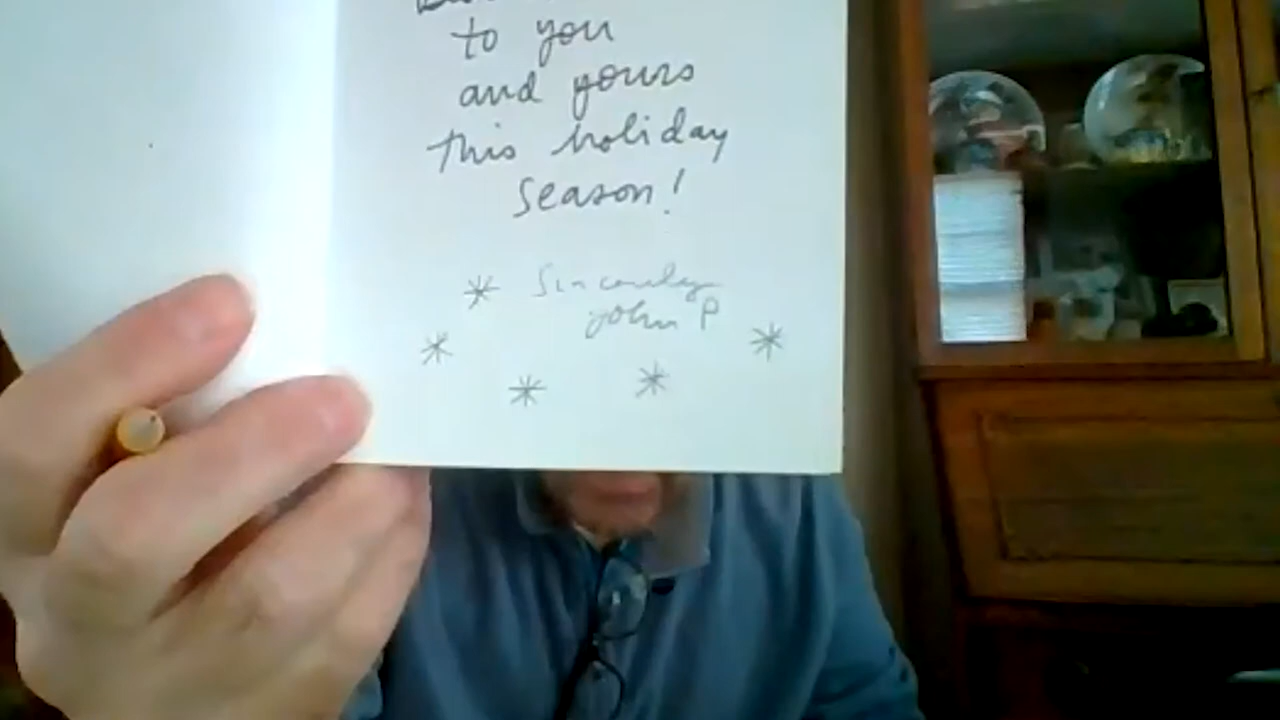 to you
and yours
This holiday
Season!
Sincerely
John P